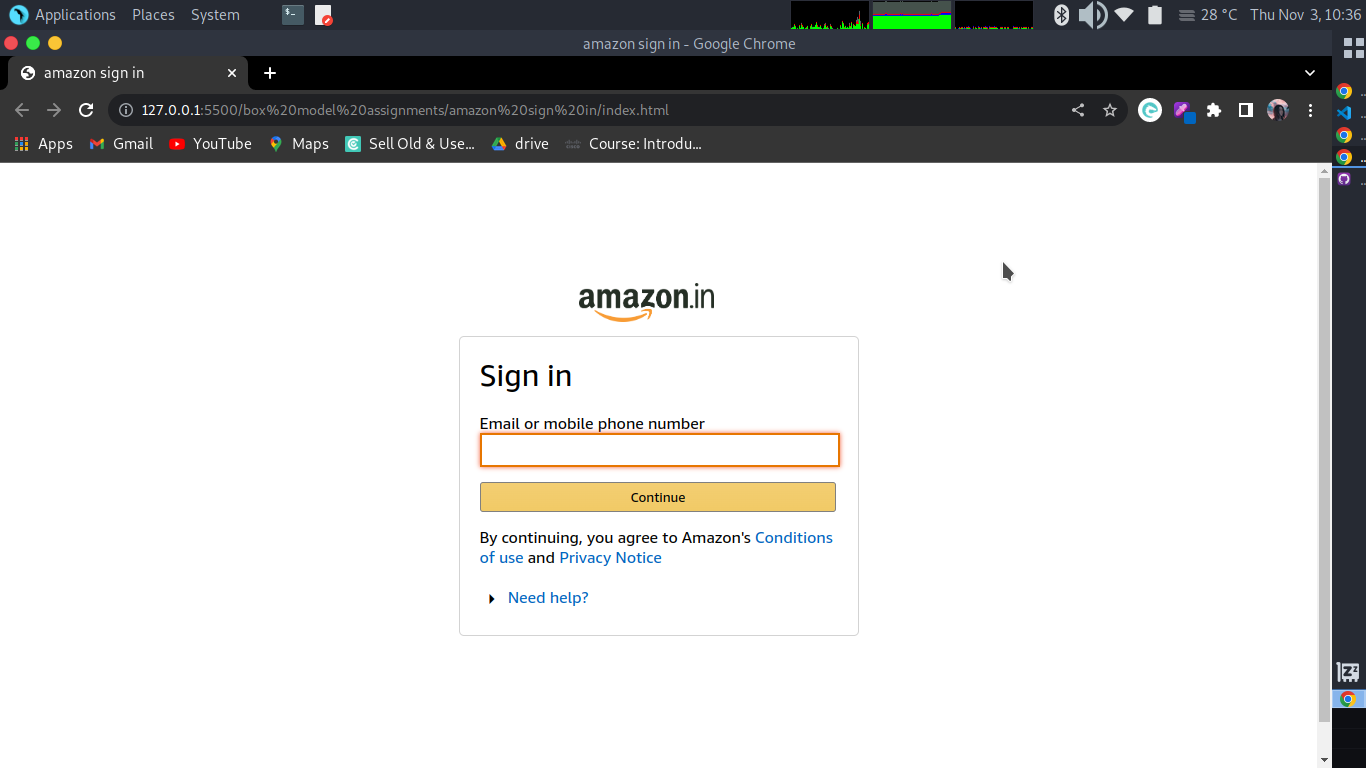 Applications Places System
28 °C Thu Nov 3, 10:36
amazon sign in - Google Chrome
amazon sign in
127.0.0.1:5500/box%20model%20assignments/amazon%20sign%20in/index.html
Apps Gmail YouTube Maps Sell Old & Use... drive Course: Introdu...
amazon.in
Sign in
Email or mobile phone number
Continue
By continuing, you agree to Amazon's Conditions
of use and Privacy Notice
Need help?